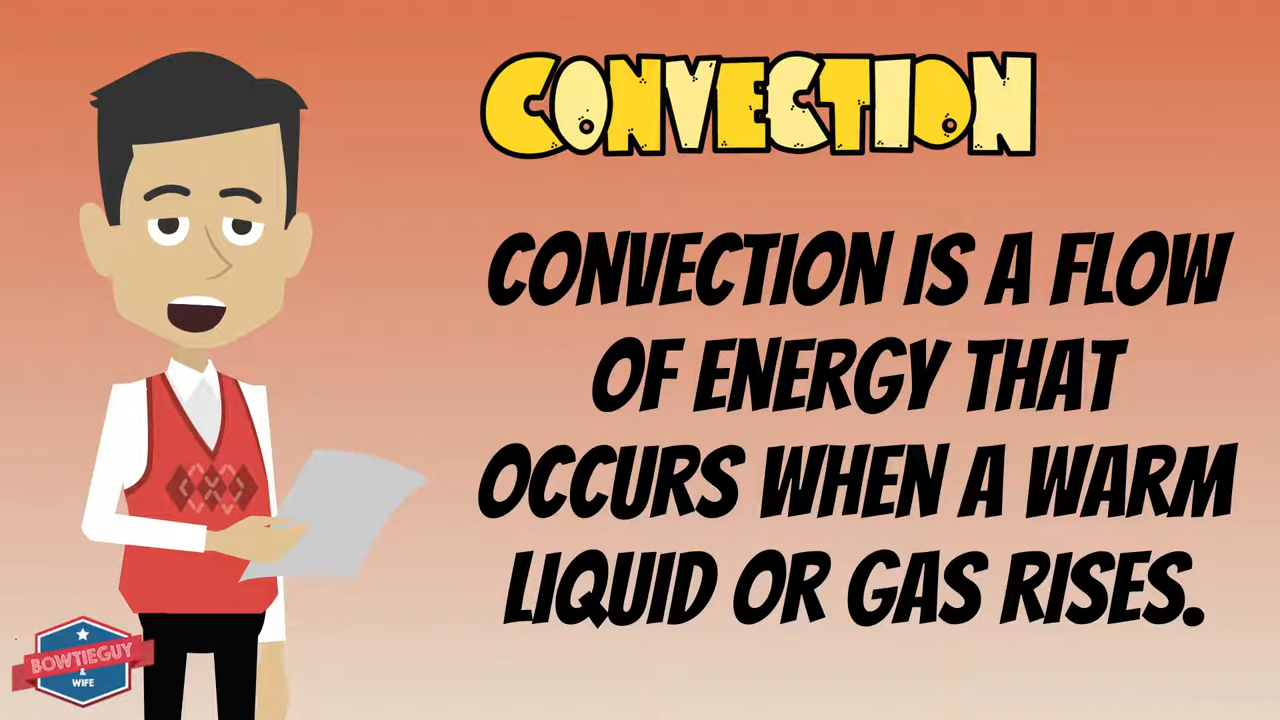 CONVECTION
CONVECTION IS A FLOW
OF ENERGY THAT
OCCURS WHEN A WARM
LIQUID OR GAS RISES.
BOWTIEGUY
&
WIFE